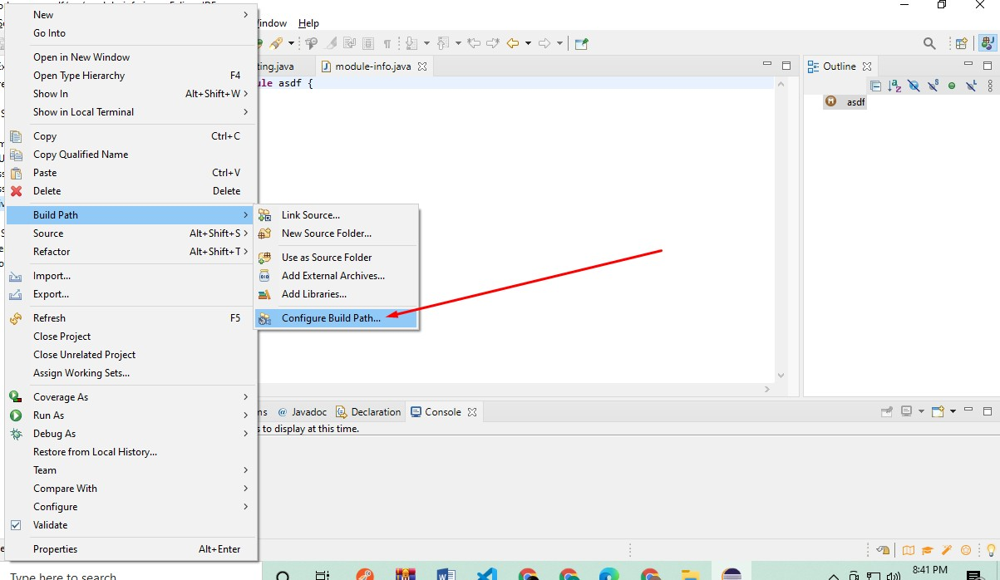 New
Go Into
Open in New Window
Open Type Hierarchy F4
Show In Alt+Shift+W >
Show in Local Terminal >
Copy Ctrl+C
Copy Qualified Name
Paste Ctrl+V
Delete Delete
Build Path >
Source Alt+Shift+S >
Refactor Alt+Shift+T >
Import...
Export...
Refresh F5
Close Project
Close Unrelated Project
Assign Working Sets...
Coverage As >
Run As >
Debug As >
Restore from Local History...
Team >
Compare With >
Configure >
Validate
Properties Alt+Enter
Link Source...
New Source Folder...
Use as Source Folder
Add External Archives...
Add Libraries...
Configure Build Path...
indow Help
ting.java
module-info.java
ule asdf {
Outline
asdf
ns
@ Javadoc
Declaration
Console
s to display at this time.
Type here to search
8:41 PM